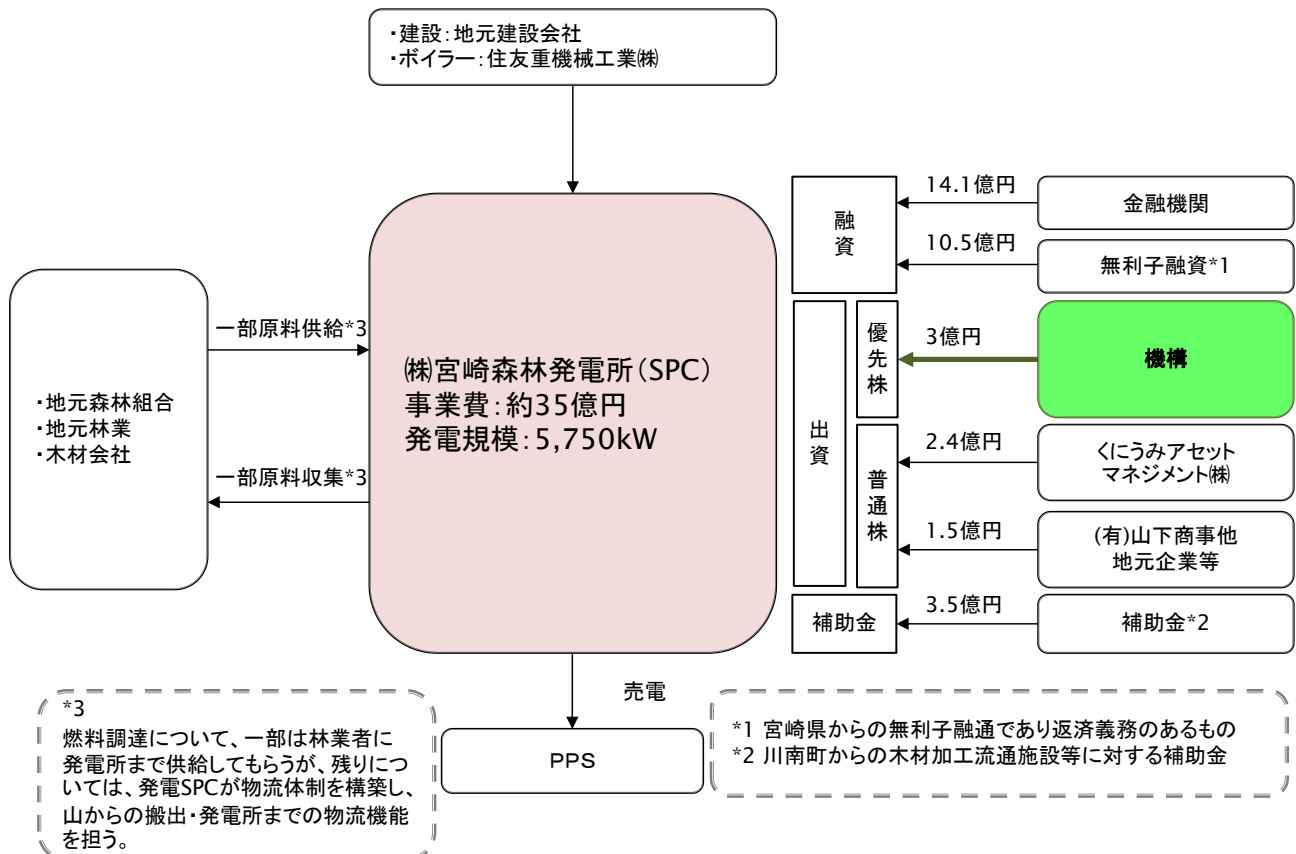 ・建設：地元建設会社
・ボイラー：住友重機械工業㈱
14.1億円
金融機関
融資
10.5億円
無利子融資*1
一部原料供給*3
・地元森林組合
・地元林業
・木材会社
一部原料収集*3
㈱宮崎森林発電所（SPC）
事業費：約35億円
発電規模：5,750kW
出資
優先株
3億円
機構
普通株
2.4億円
くにうみアセット
マネジメント㈱
1.5億円
(有)山下商事他
地元企業等
補助金
3.5億円
補助金*2
売電
PPS
*3
燃料調達について、一部は林業者に
発電所まで供給してもらうが、残りにつ
いては、発電SPCが物流体制を構築し、
山からの搬出・発電所までの物流機能
を担う。
*1 宮崎県からの無利子融通であり返済義務のあるもの
*2 川南町からの木材加工流通施設等に対する補助金